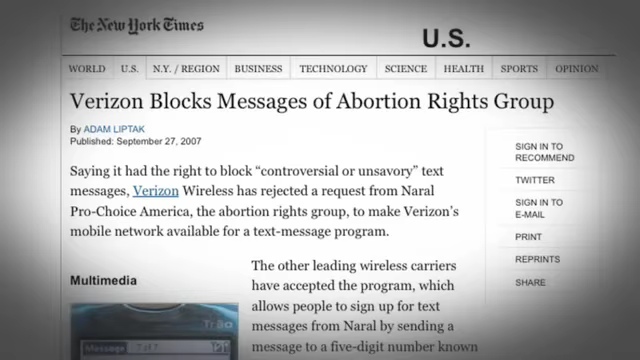 The New York Times
U.S.
WORLD U.S. N.Y. / REGION BUSINESS TECHNOLOGY SCIENCE HEALTH SPORTS OPINION
Verizon Blocks Messages of Abortion Rights Group
By ADAM LIPTAK
Published: September 27, 2007
Saying it had the right to block “controversial or unsavory” text
messages, Verizon Wireless has rejected a request from Naral
Pro-Choice America, the abortion rights group, to make Verizon’s
mobile network available for a text-message program.
SIGN IN TO
RECOMMEND
TWITTER
SIGN IN TO
E-MAIL
PRINT
REPRINTS
SHARE
Multimedia
The other leading wireless carriers
have accepted the program, which
allows people to sign up for text
messages from Naral by sending a
message to a five-digit number known
Treo
Message